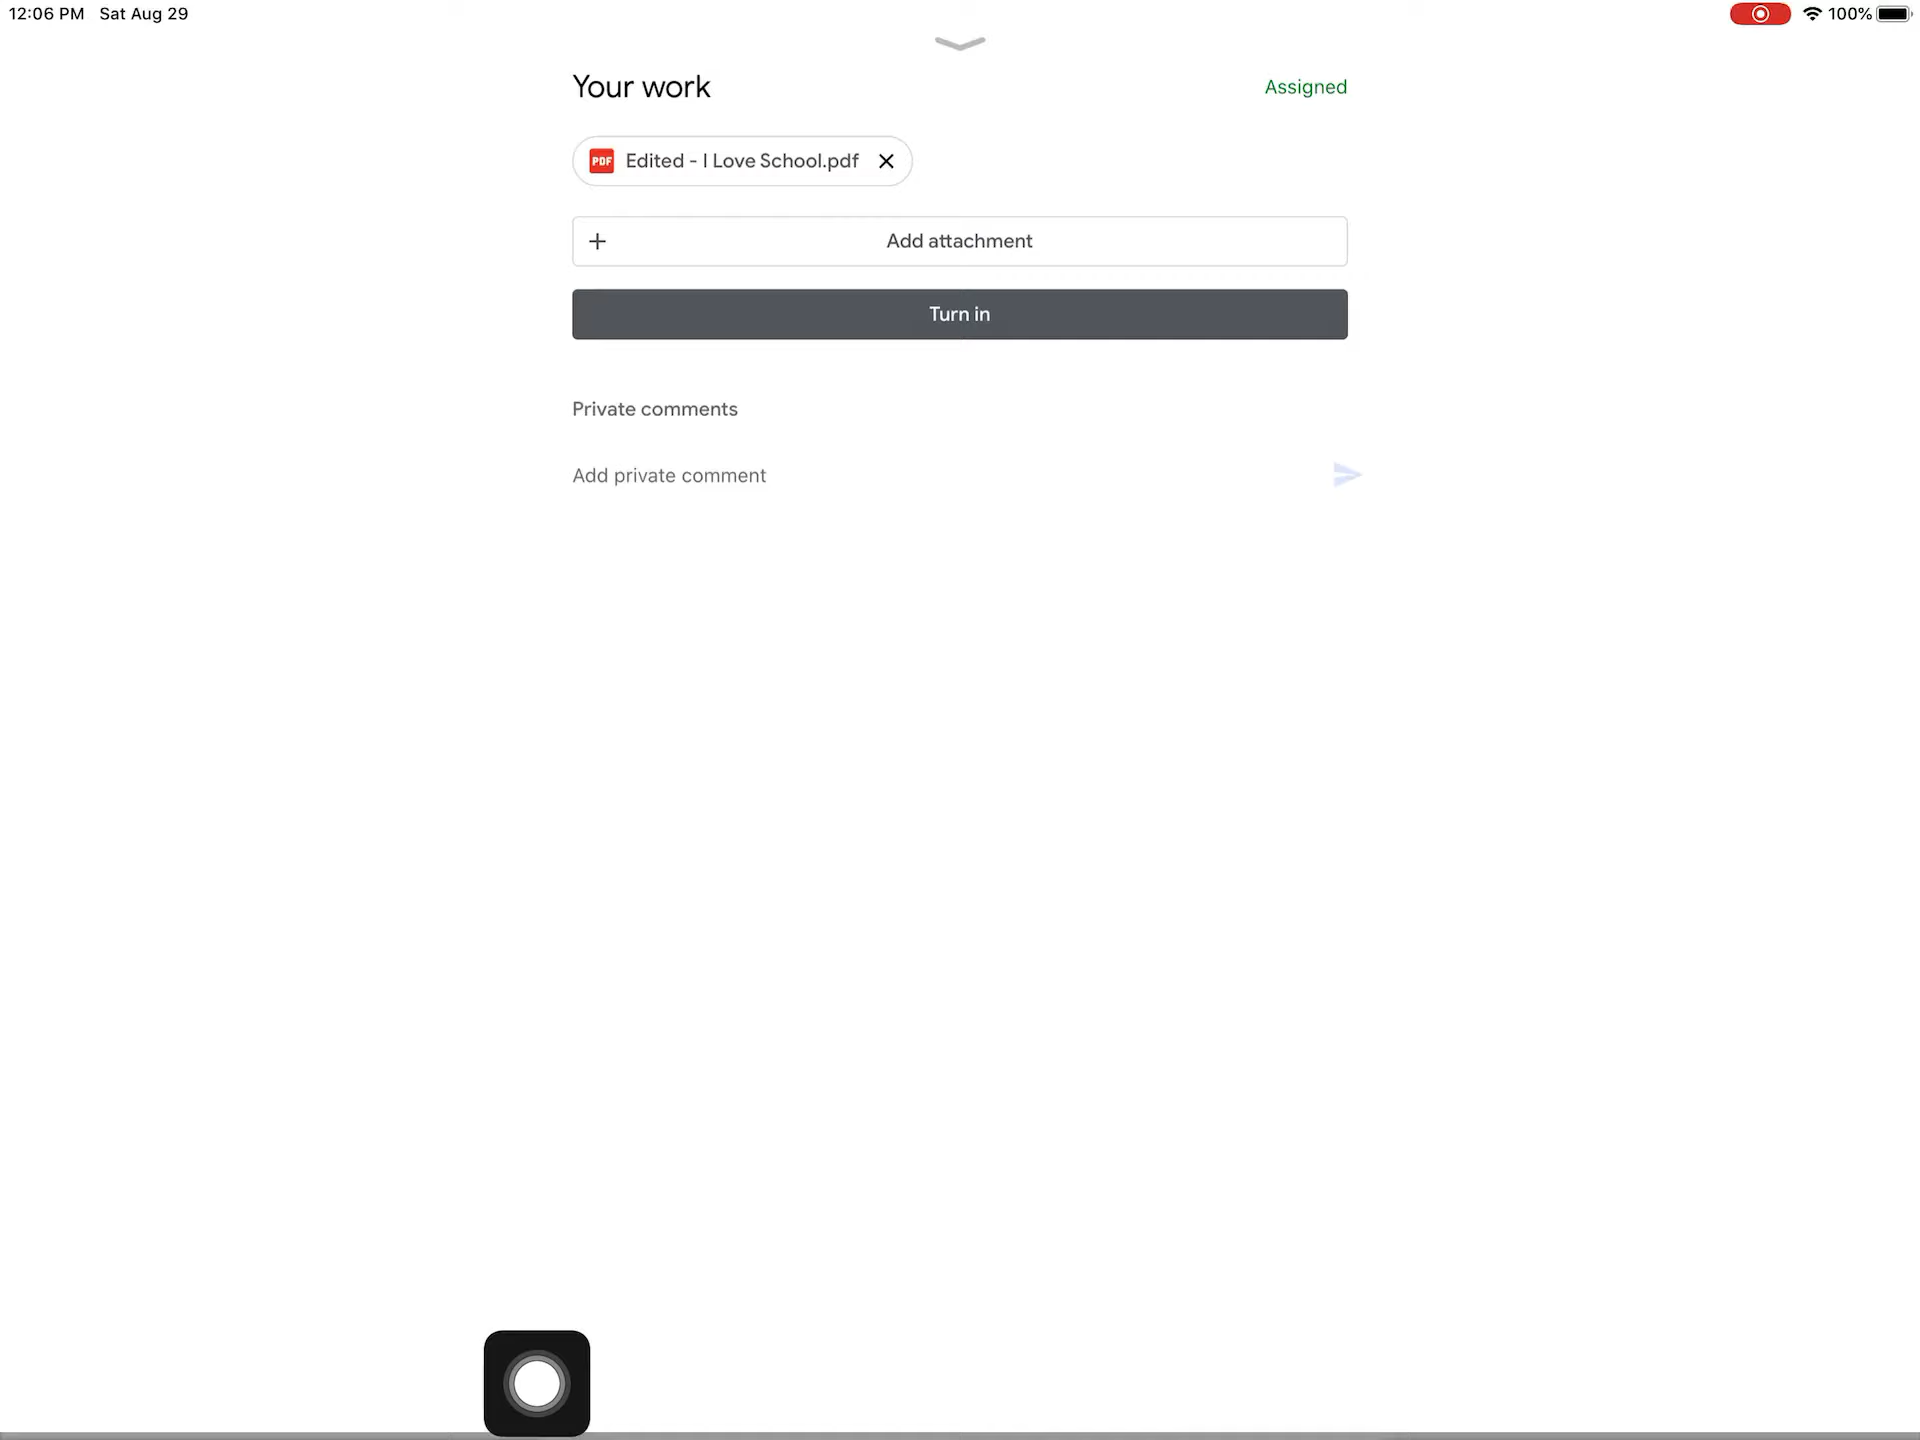 12:06 PM Sat Aug 29
100%
Your work
Assigned
PDF Edited - I Love School.pdf
Add attachment
Turn in
Private comments
Add private comment